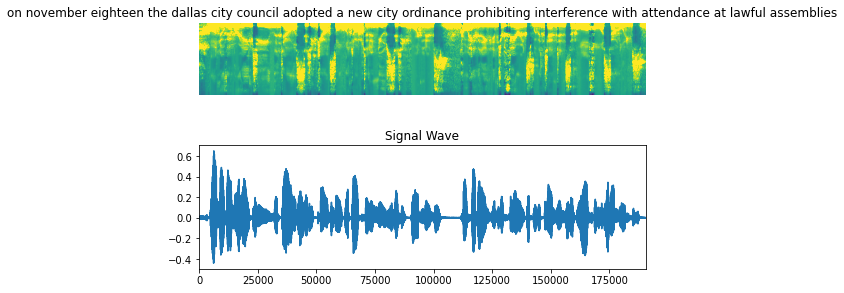 on november eighteen the dallas city council adopted a new city ordinance prohibiting interference with attendance at lawful assemblies
Signal Wave
0.6
0.4
0.2
0.0
−0.2
−0.4
0 25000 50000 75000 100000 125000 150000 175000